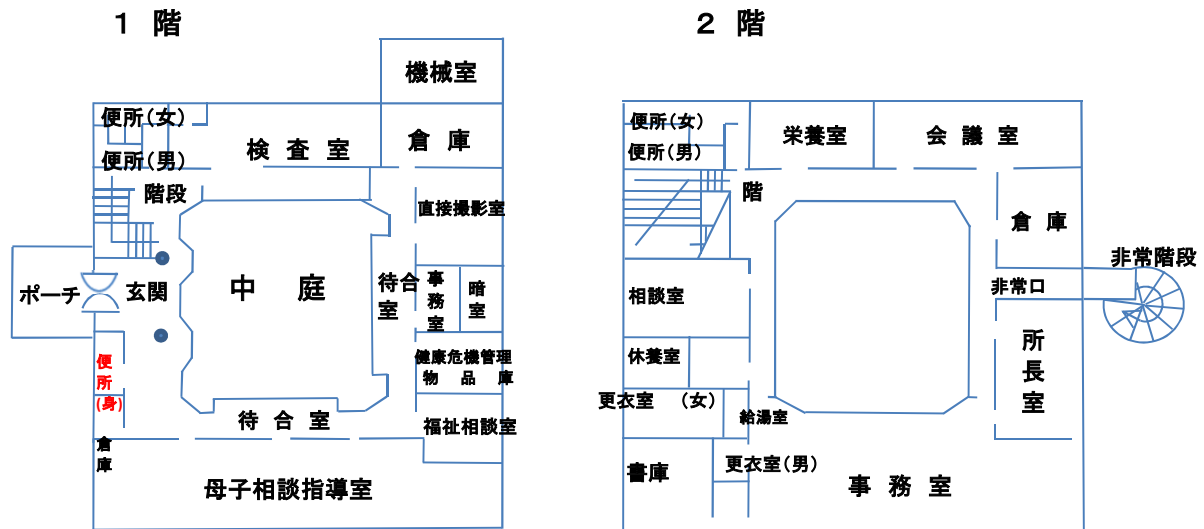 1 階
機械室
便所(女)
便所(男)
検 査 室
倉 庫
階段
直接撮影室
ポーチ
玄関
中 庭
待合室
事務室
暗室
便所(身)
健康危機管理
物 品 庫
待 合 室
福祉相談室
倉庫
母子相談指導室
2 階
便所(女)
便所(男)
栄養室
会 議 室
階
倉 庫
非常階段
相談室
非常口
休養室
所長室
更衣室 (女)
給湯室
書庫
更衣室(男)
事 務 室